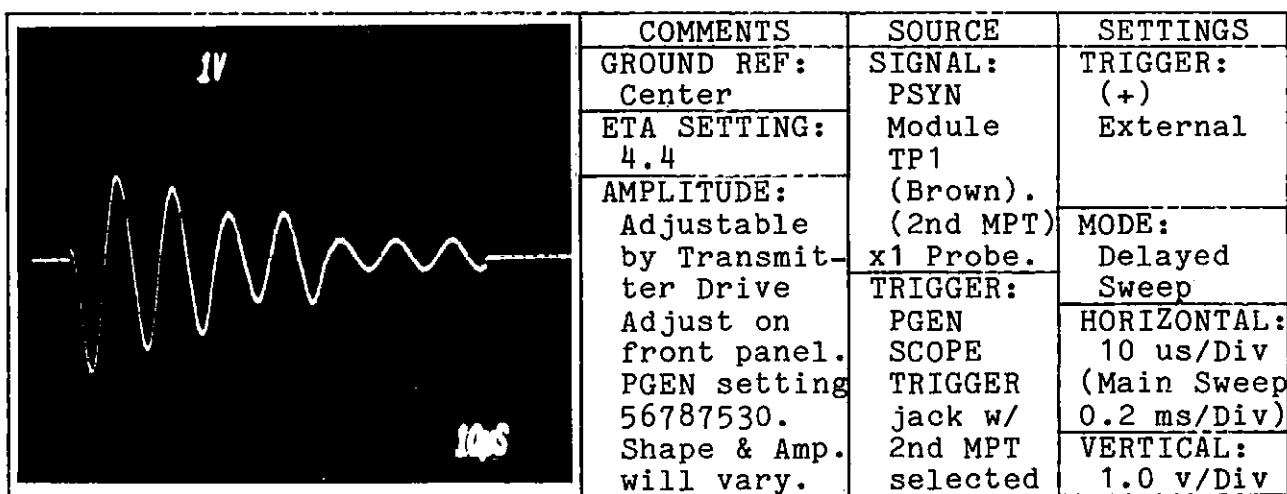 1V
10µS
COMMENTS
GROUND REF:
Center
ETA SETTING:
4.4
AMPLITUDE:
Adjustable
by Transmit-
ter Drive
Adjust on
front panel.
PGEN setting
56787530.
Shape & Amp.
will vary.
SOURCE
SIGNAL:
PSYN
Module
TP1
(Brown).
(2nd MPT)
x1 Probe.
TRIGGER:
PGEN
SCOPE
TRIGGER
jack w/
2nd MPT
selected
SETTINGS
TRIGGER:
(+)
External
MODE:
Delayed
Sweep
HORIZONTAL:
10 us/Div
(Main Sweep
0.2 ms/Div)
VERTICAL:
1.0 v/Div